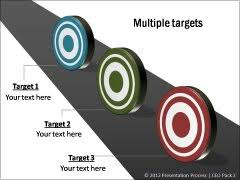 Multiple targets
Target 1
Your text here
Target 2
Your text here
Target 3
Your text here
© 2012 Presentation Process | CEO Pack 2